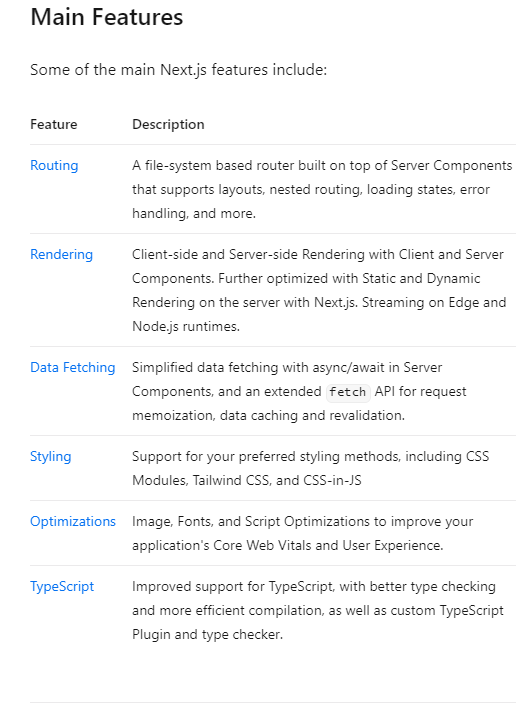 Main Features
Some of the main Next.js features include:
Feature Description
Routing A file-system based router built on top of Server Components
that supports layouts, nested routing, loading states, error
handling, and more.
Rendering Client-side and Server-side Rendering with Client and Server
Components. Further optimized with Static and Dynamic
Rendering on the server with Next.js. Streaming on Edge and
Node.js runtimes.
Data Fetching Simplified data fetching with async/await in Server
Components, and an extended fetch API for request
memoization, data caching and revalidation.
Styling Support for your preferred styling methods, including CSS
Modules, Tailwind CSS, and CSS-in-JS
Optimizations Image, Fonts, and Script Optimizations to improve your
application's Core Web Vitals and User Experience.
TypeScript Improved support for TypeScript, with better type checking
and more efficient compilation, as well as custom TypeScript
Plugin and type checker.